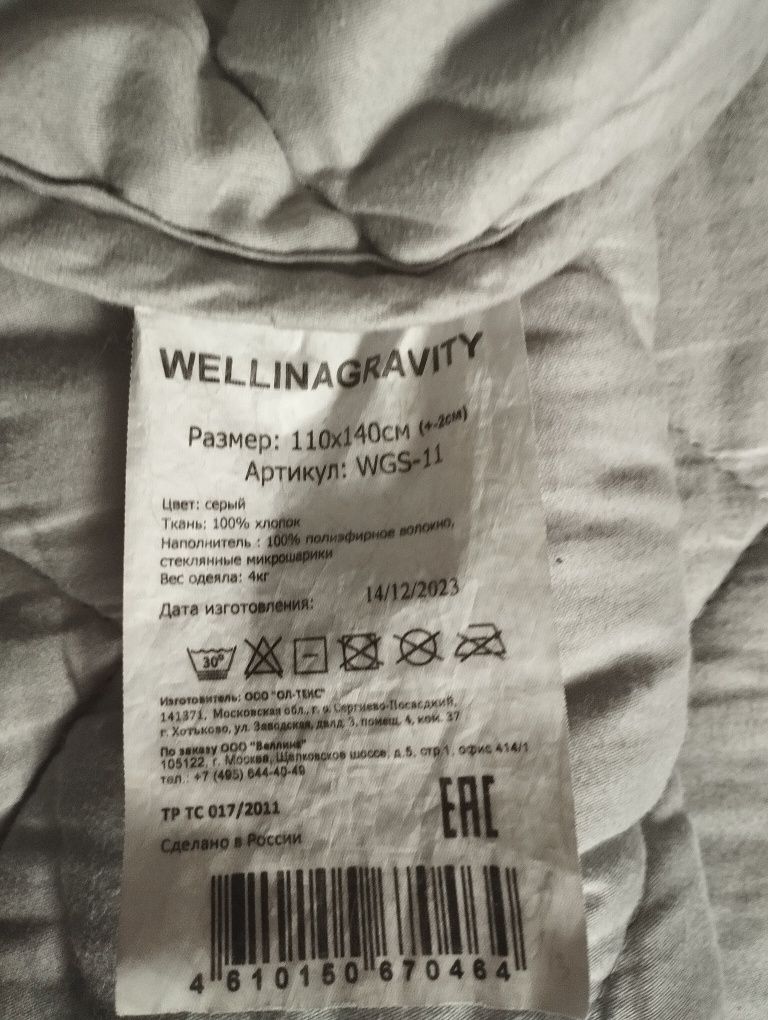 WELLINAGRAVITY
Размер: 110х140см (+-2см)
Артикул: WGS-11
Цвет: серый
Ткань: 100% хлопок
Наполнитель : 100% полиэфирное волокно,
стеклянные микрошарики
Вес одеяла: 4кг
Дата изготовления: 14/12/2023
30°
Изготовитель: ООО "ОЛ-ТЕКС"
141371, Московская обл., г. о. Сергиево-Посадский,
г. Хотьково, ул. Заводская, двлд. 3, помещ. 4, ком. 37
По заказу ООО "Веллина"
105122, г. Москва, Щелковское шоссе, д.5, стр.1, офис 414/1
тел.: +7 (495) 644-40-49
ТР ТС 017/2011
EAC
Сделано в России
4 610150 670464